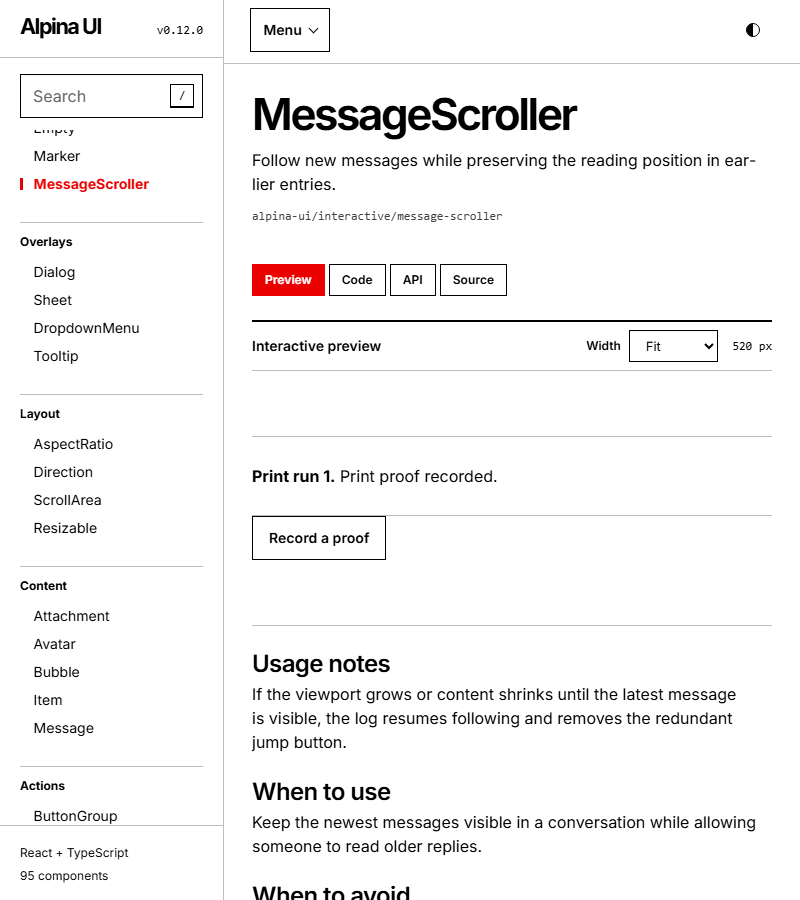 Alpina UI
v0.12.0
Search
/
Empty
Marker
MessageScroller
Overlays
Dialog
Sheet
DropdownMenu
Tooltip
Layout
AspectRatio
Direction
ScrollArea
Resizable
Content
Attachment
Avatar
Bubble
Item
Message
Actions
ButtonGroup
React + TypeScript
95 components
Menu
MessageScroller
Follow new messages while preserving the reading position in ear-
lier entries.
alpina-ui/interactive/message-scroller
Preview
Code
API
Source
Interactive preview
Width
Fit
520 px
Print run 1. Print proof recorded.
Record a proof
Usage notes
If the viewport grows or content shrinks until the latest message
is visible, the log resumes following and removes the redundant
jump button.
When to use
Keep the newest messages visible in a conversation while allowing
someone to read older replies.
When to avoid